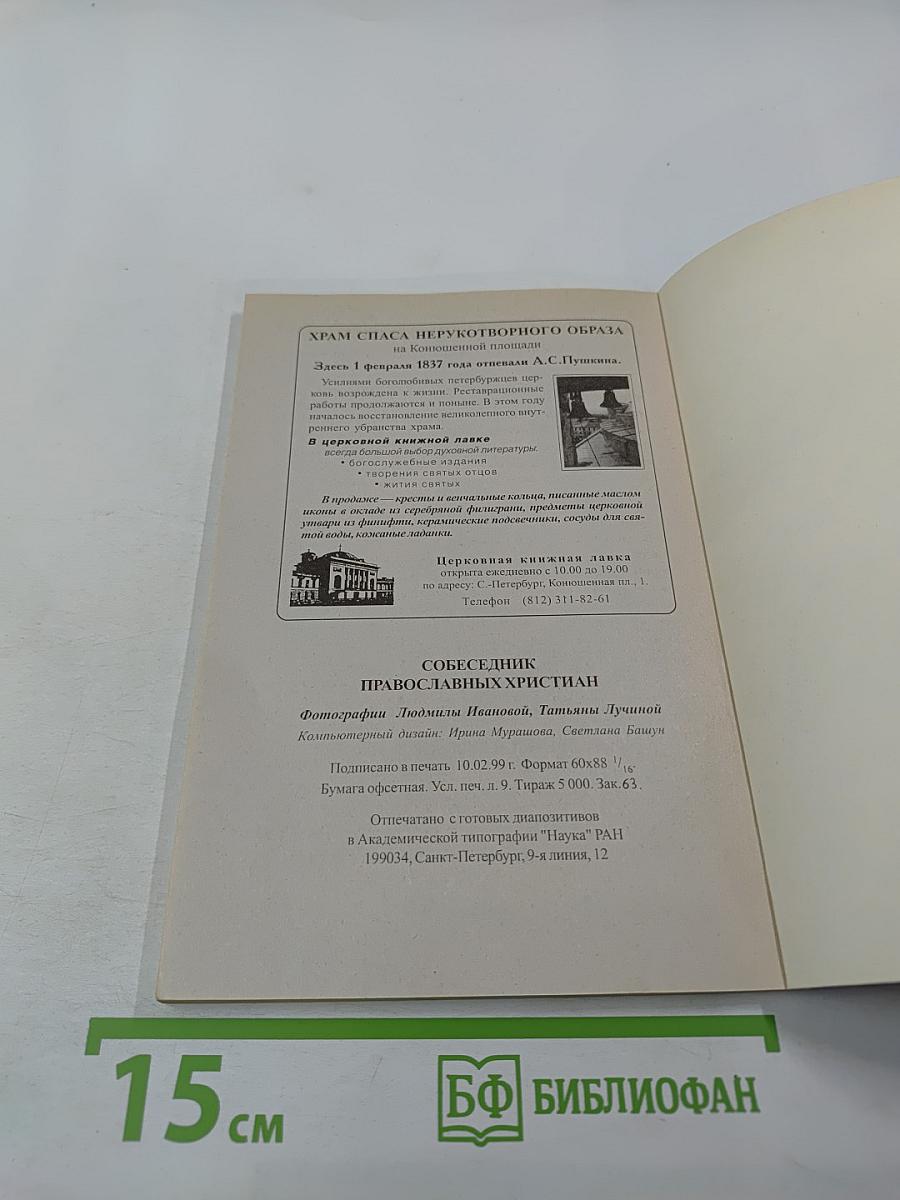 ХРАМ СПАСА НЕРУКОТВОРНОГО ОБРАЗА
на Конюшенной площади
Здесь 1 февраля 1837 года отпевали А.С.Пушкина.
Усилиями боголюбивых петербуржцев цер-
ковь возрождена к жизни. Реставрационные
работы продолжаются и поныне. В этом году
началось восстановление великолепного внут-
реннего убранства храма.
В церковной книжной лавке
всегда большой выбор духовной литературы:
• богослужебные издания
• творения святых отцов
• жития святых
В продаже — кресты и венчальные кольца, писанные маслом
иконы в окладе из серебряной филиграни, предметы церковной
утвари из финифти, керамические подсвечники, сосуды для свя-
той воды, кожаные ладанки.
Церковная книжная лавка
открыта ежедневно с 10.00 до 19.00
по адресу: С.-Петербург, Конюшенная пл., 1.
Телефон (812) 311-82-61
СОБЕСЕДНИК
ПРАВОСЛАВНЫХ ХРИСТИАН
Фотографии Людмилы Ивановой, Татьяны Лучиной
Компьютерный дизайн: Ирина Мурашова, Светлана Башун
Подписано в печать 10.02.99 г. Формат 60x88 1/16.
Бумага офсетная. Усл. печ. л. 9. Тираж 5 000. Зак.63.
Отпечатано с готовых диапозитивов
в Академической типографии "Наука" РАН
199034, Санкт-Петербург, 9-я линия, 12
15 см
БФ БИБЛИОФАН